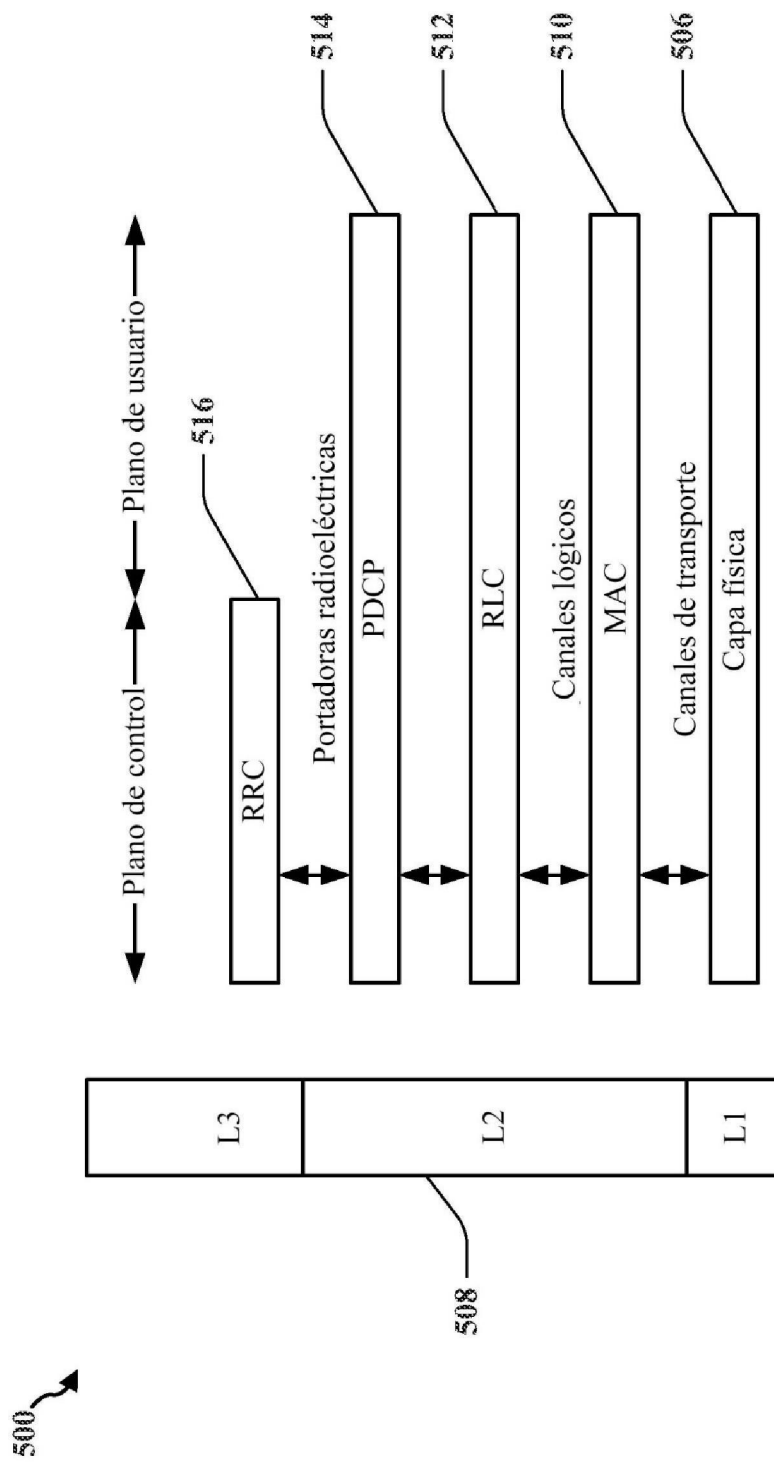 500
Plano de control
Plano de usuario
516
L3
RRC
Portadoras radioeléctricas
514
PDCP
L2
512
RLC
508
Canales lógicos
510
MAC
Canales de transporte
506
L1
Capa física